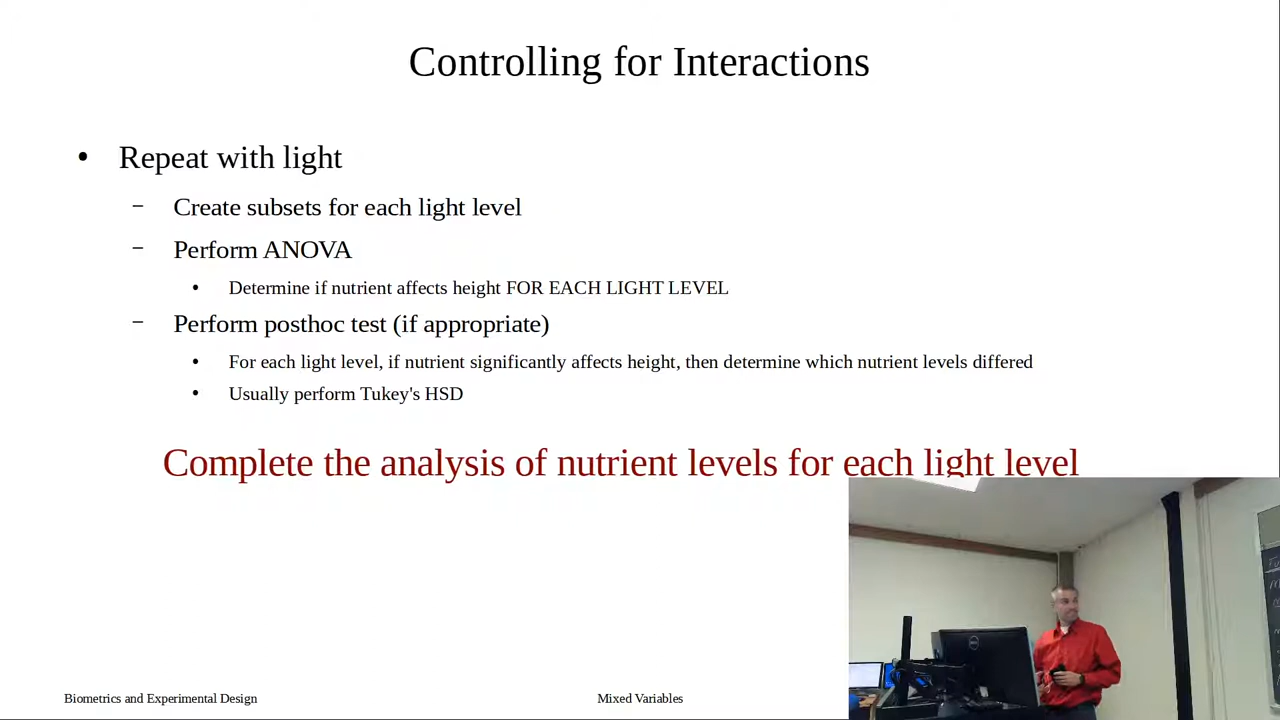 Controlling for Interactions
• Repeat with light
– Create subsets for each light level
– Perform ANOVA
• Determine if nutrient affects height FOR EACH LIGHT LEVEL
– Perform posthoc test (if appropriate)
• For each light level, if nutrient significantly affects height, then determine which nutrient levels differed
• Usually perform Tukey's HSD
Complete the analysis of nutrient levels for each light level
Biometrics and Experimental Design
Mixed Variables